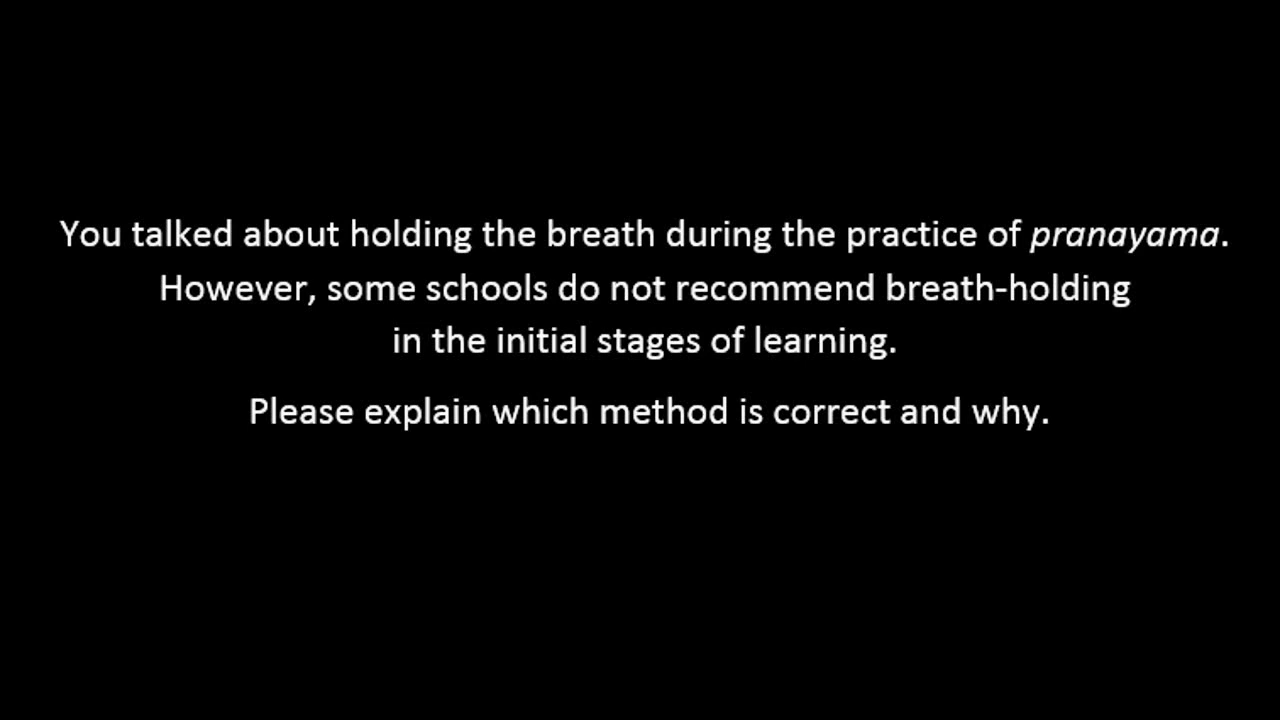 You talked about holding the breath during the practice of pranayama.
However, some schools do not recommend breath-holding
in the initial stages of learning.
Please explain which method is correct and why.